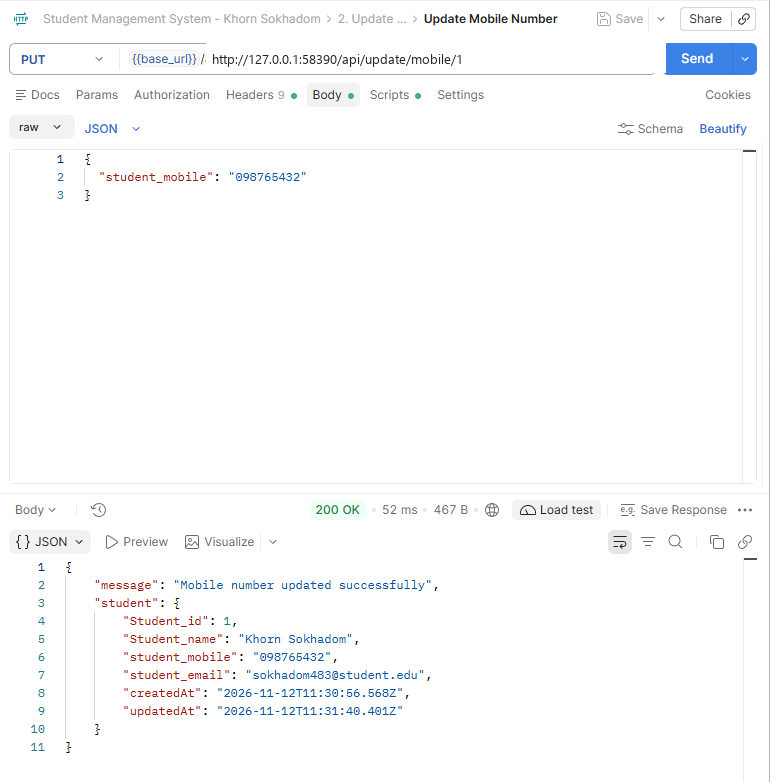 HTTP Student Management System - Khorn Sokhadom > 2. Update ... > Update Mobile Number Save Share
PUT {{base_url}}/ http://127.0.0.1:58390/api/update/mobile/1 Send
Docs Params Authorization Headers 9 Body Scripts Settings Cookies
raw JSON Schema Beautify
1 {
2 "student_mobile": "098765432"
3 }
Body 200 OK • 52 ms • 467 B Load test e.g. Save Response
{} JSON Preview Visualize
1 {
2 "message": "Mobile number updated successfully",
3 "student": {
4 "Student_id": 1,
5 "Student_name": "Khorn Sokhadom",
6 "student_mobile": "098765432",
7 "student_email": "sokhadom483@student.edu",
8 "createdAt": "2026-11-12T11:30:56.568Z",
9 "updatedAt": "2026-11-12T11:31:40.401Z"
10 }
11 }